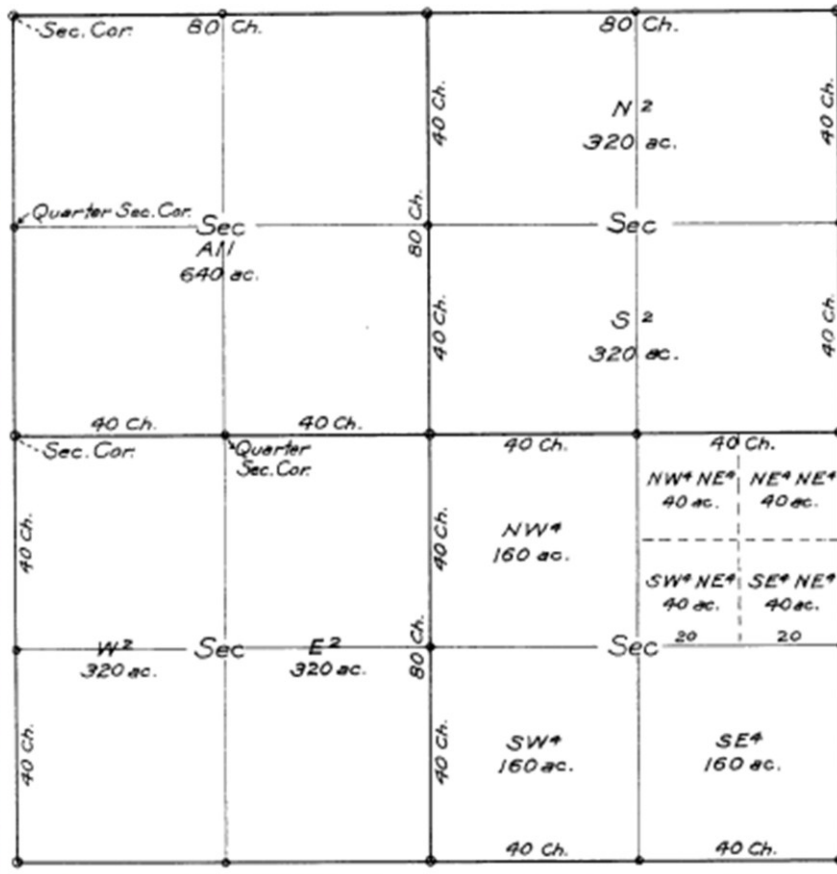 Sec. Cor.
80 Ch.
80 Ch.
40 Ch.
N 2
320 ac.
40 Ch.
Quarter Sec. Cor.
Sec
All
640 ac.
80 Ch.
Sec
40 Ch.
S 2
320 ac.
40 Ch.
40 Ch.
40 Ch.
40 Ch.
40 Ch.
Sec. Cor.
Quarter
Sec. Cor.
40 Ch.
40 Ch.
NW4
160 ac.
NW4 NE4
40 ac.
NE4 NE4
40 ac.
SW4 NE4
40 ac.
SE4 NE4
40 ac.
20
20
W2
320 ac.
Sec
E2
320 ac.
80 Ch.
Sec
40 Ch.
40 Ch.
SW4
160 ac.
SE4
160 ac.
40 Ch.
40 Ch.